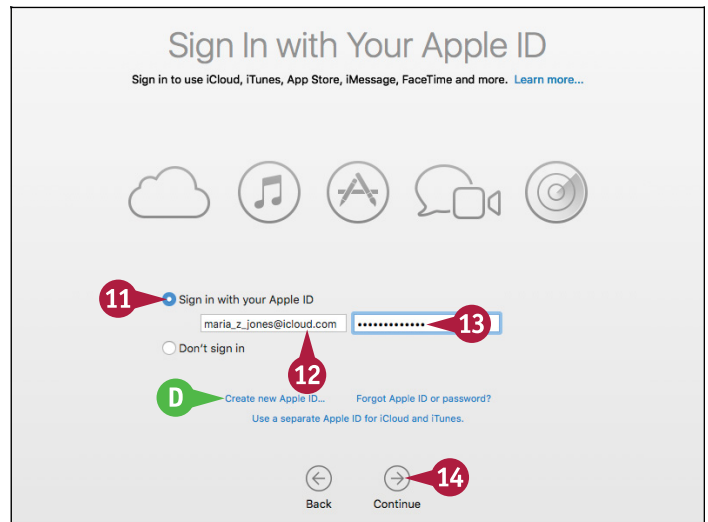 Sign In with Your Apple ID
Sign in to use iCloud, iTunes, App Store, iMessage, FaceTime and more. Learn more...
11 Sign in with your Apple ID
maria_z_jones@icloud.com ••••••••••••• 13
Don't sign in
12
D Create new Apple ID... Forgot Apple ID or password?
Use a separate Apple ID for iCloud and iTunes.
14
Back Continue